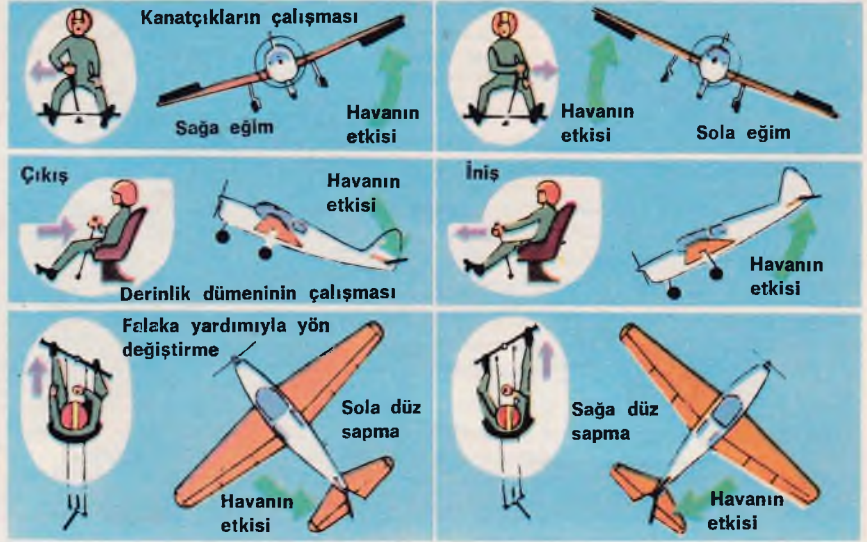 Kanatçıkların çalışması
Sağa eğim
Havanın
etkisi
Havanın
etkisi
Sola eğim
Çıkış
Havanın
etkisi
Derinlik dümeninin çalışması
İniş
Havanın
etkisi
Falaka yardımıyla yön
değiştirme
Sola düz
sapma
Havanın
etkisi
Sağa düz
sapma
Havanın
etkisi